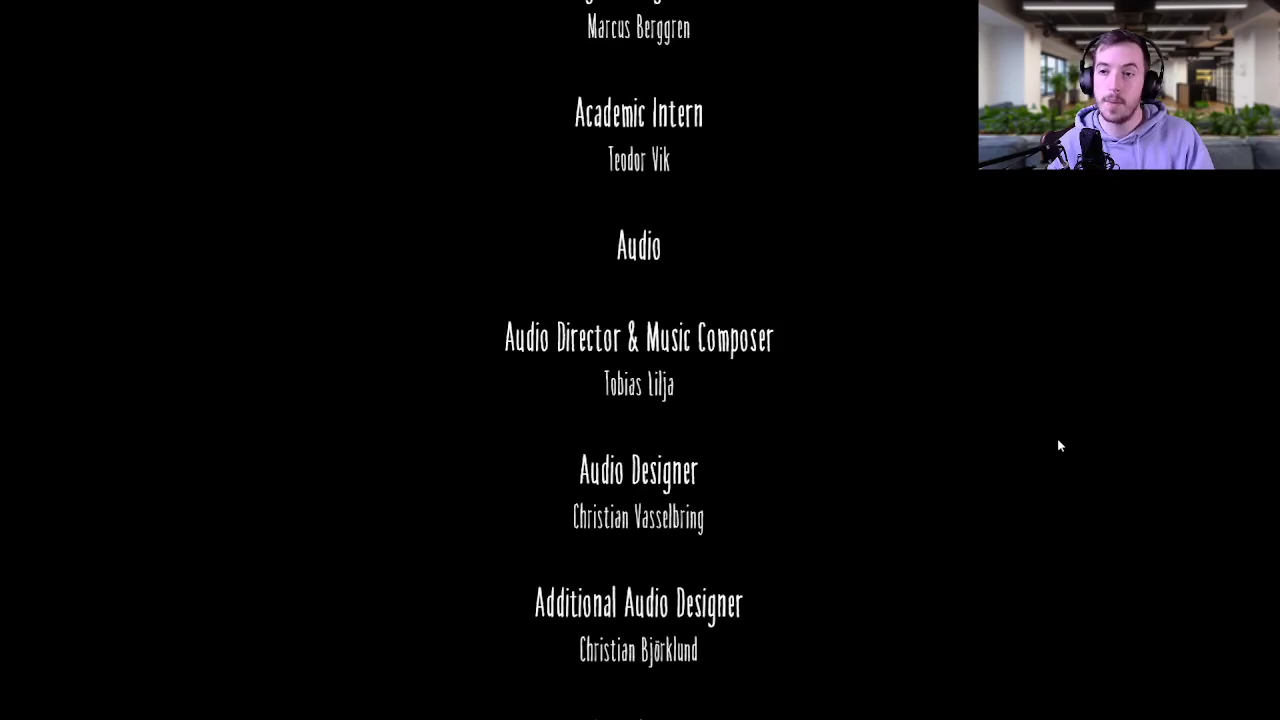 Marcus Berggren
Academic Intern
Teodor Vik
Audio
Audio Director & Music Composer
Tobias Lilja
Audio Designer
Christian Vasselbring
Additional Audio Designer
Christian Björklund